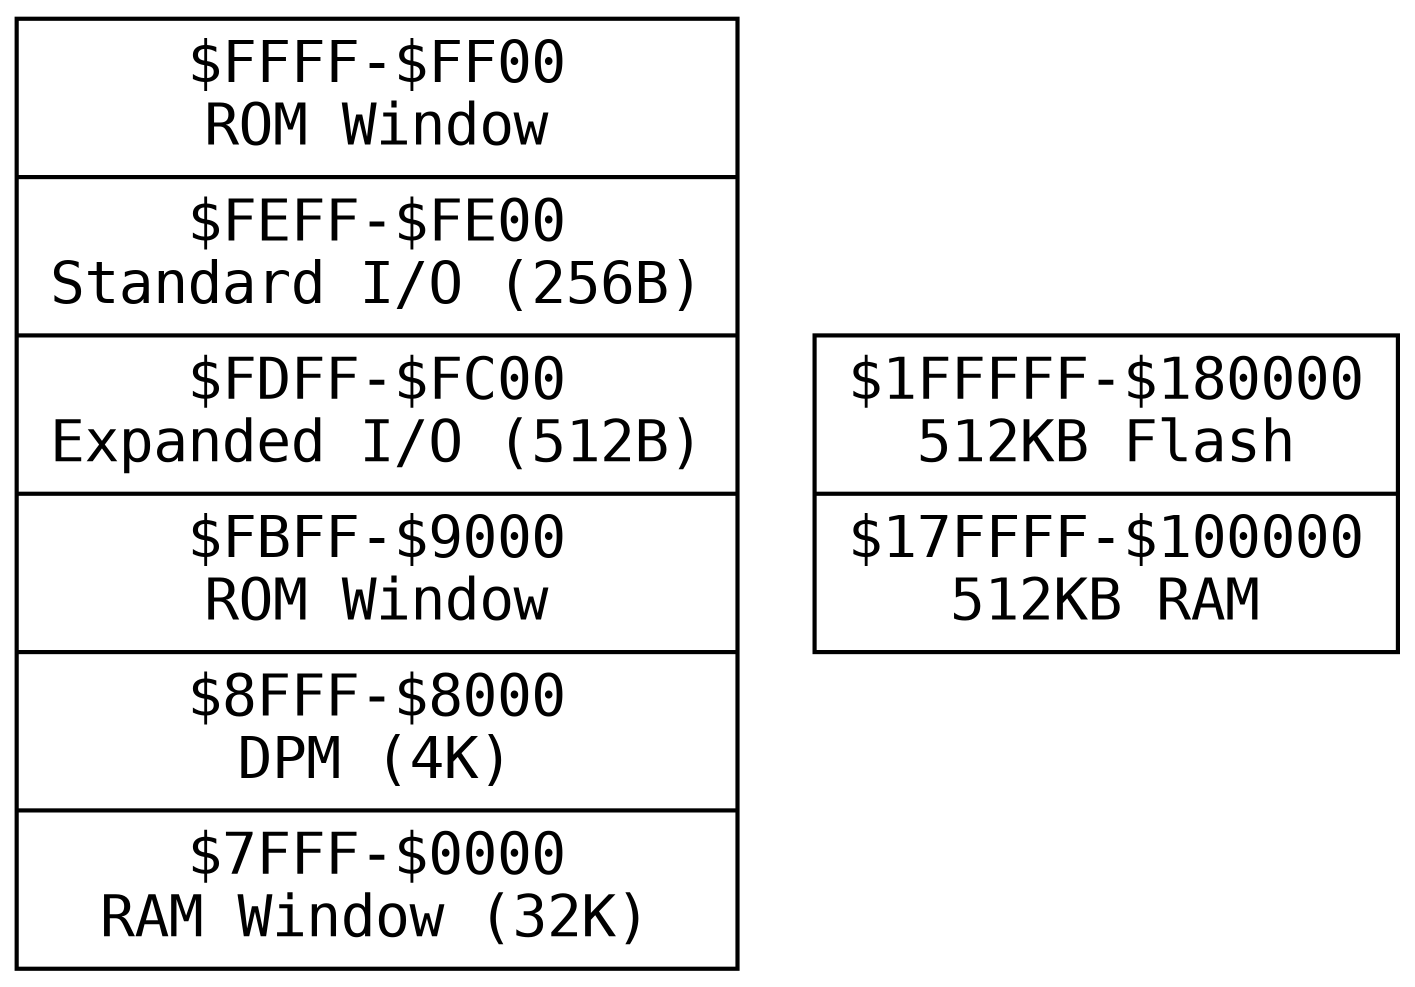 $FFFF-$FF00
ROM Window
$FEFF-$FE00
Standard I/O (256B)
$FDFF-$FC00
Expanded I/O (512B)
$FBFF-$9000
ROM Window
$8FFF-$8000
DPM (4K)
$7FFF-$0000
RAM Window (32K)
$1FFFFF-$180000
512KB Flash
$17FFFF-$100000
512KB RAM